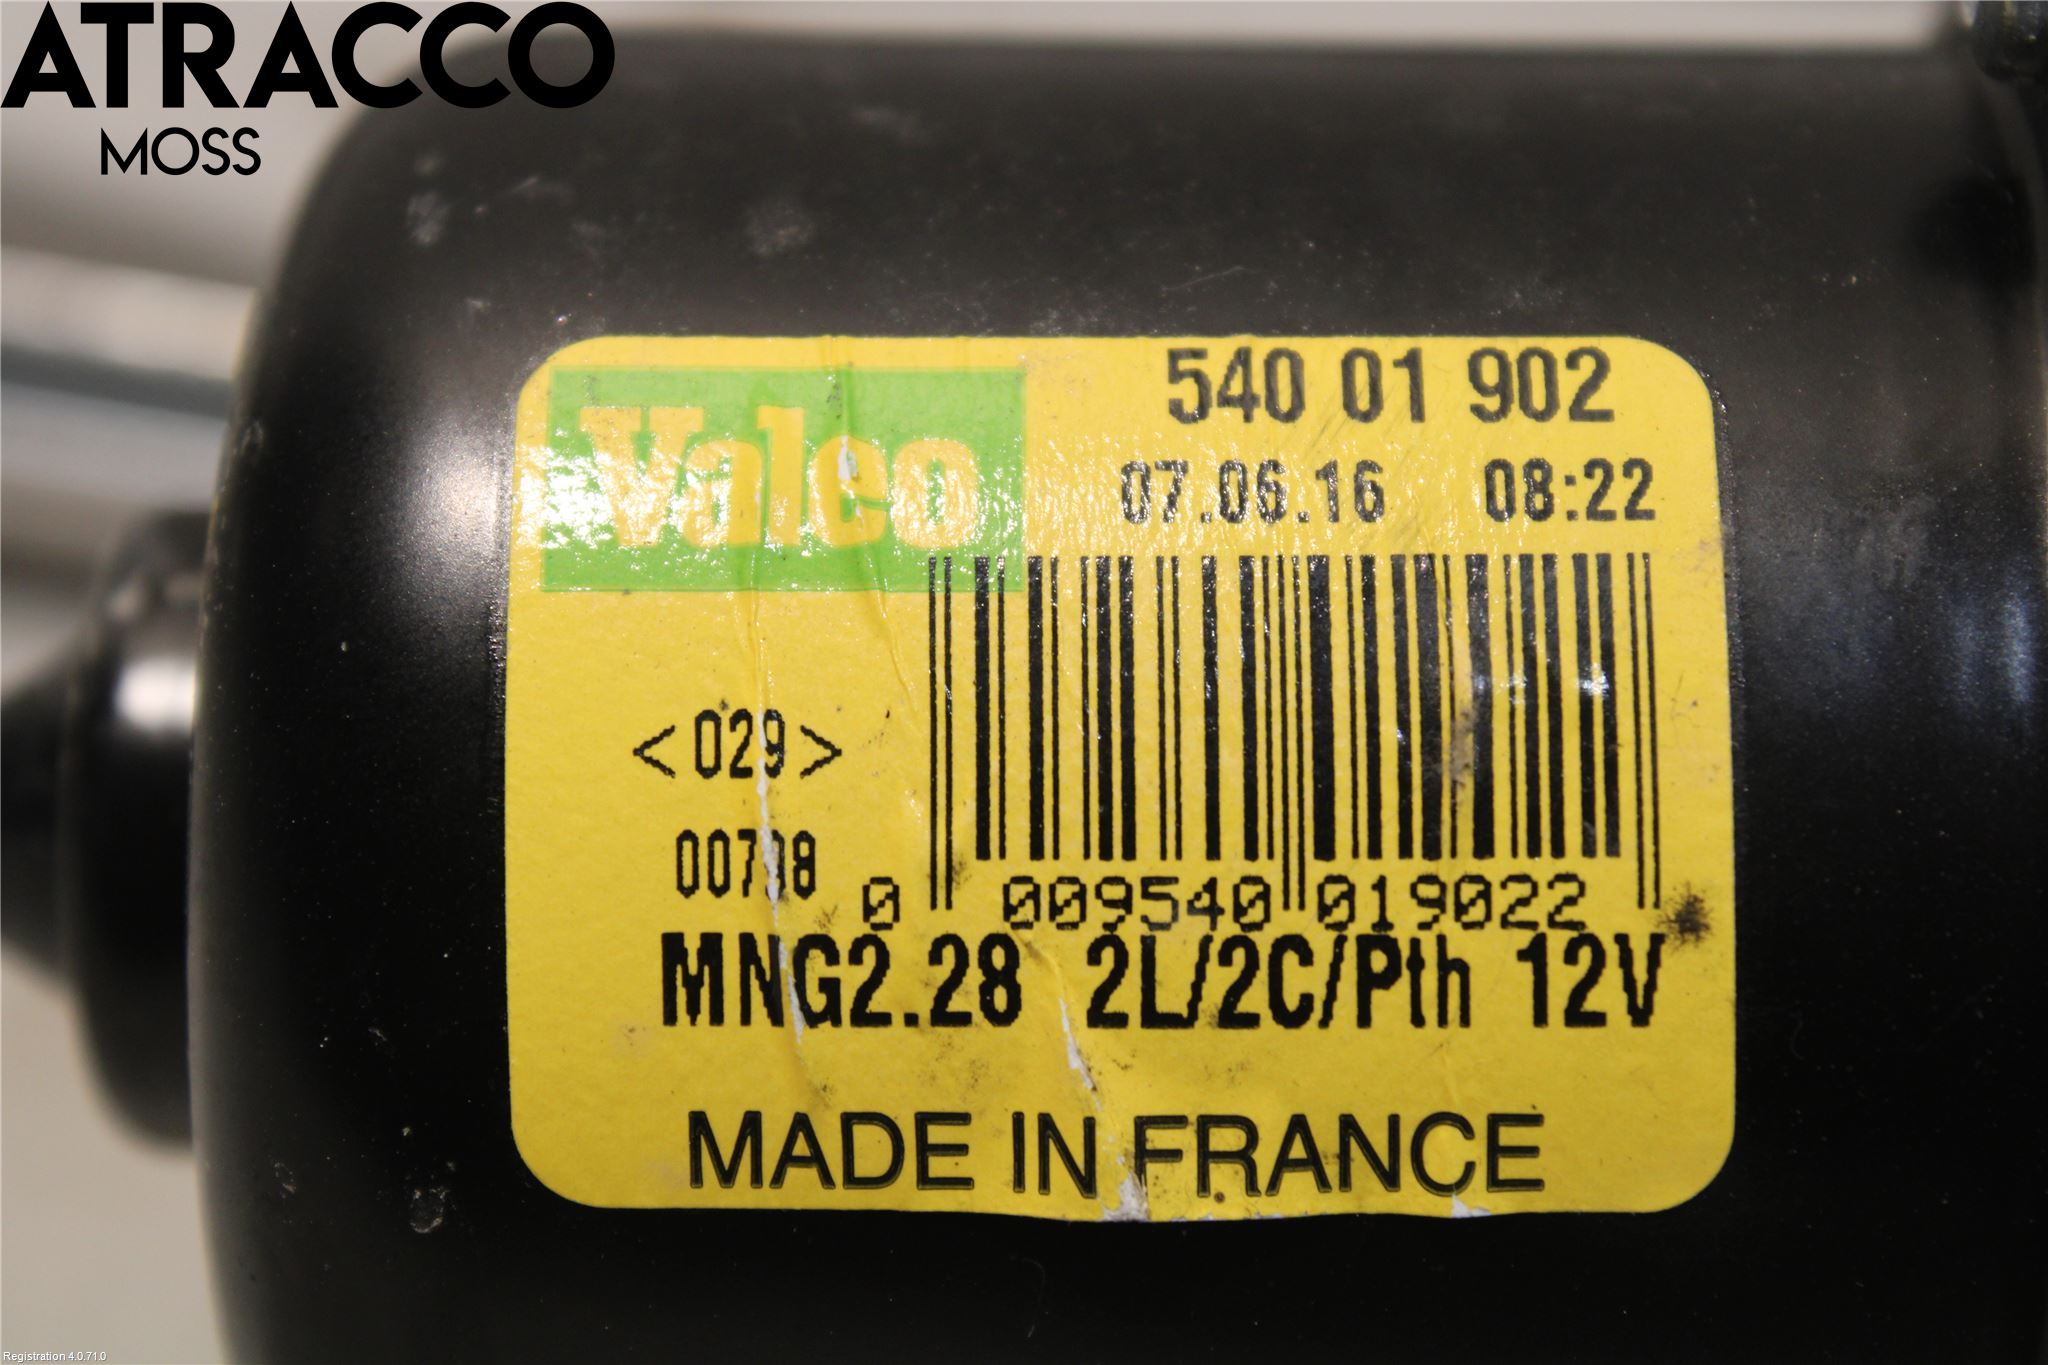 ATRACCO
MOSS
Valeo
540 01 902
07.06.16 08:22
<029>
0 009540 019022
MNG2.28 2L/2C/Pth 12V
MADE IN FRANCE
Registration 4.0.71.0